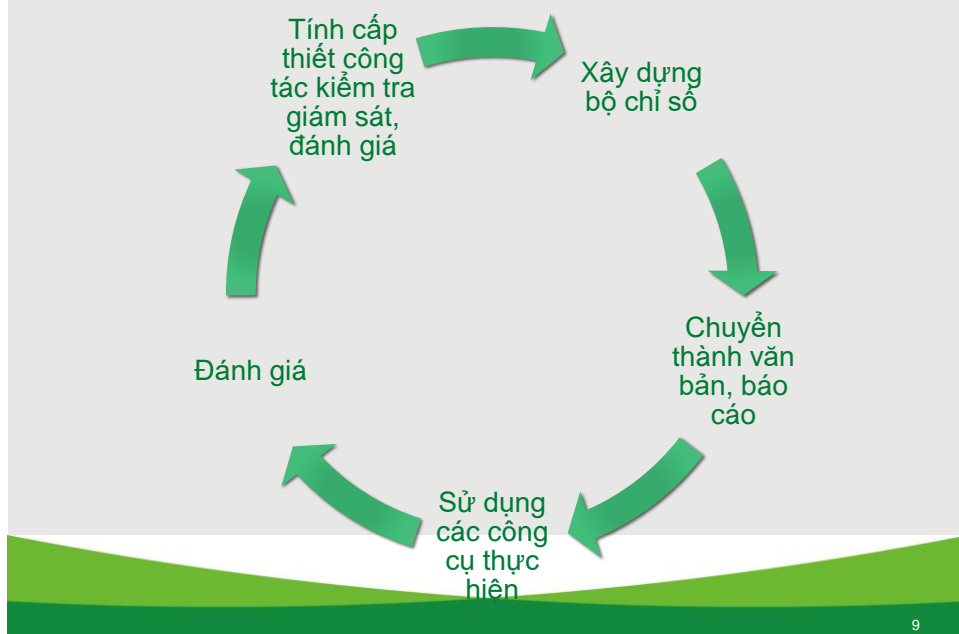 Tính cấp
thiết công
tác kiểm tra
giám sát,
đánh giá
Xây dựng
bộ chỉ số
Chuyển
thành văn
bản, báo
cáo
Sử dụng
các công
cụ thực
hiện
Đánh giá
9